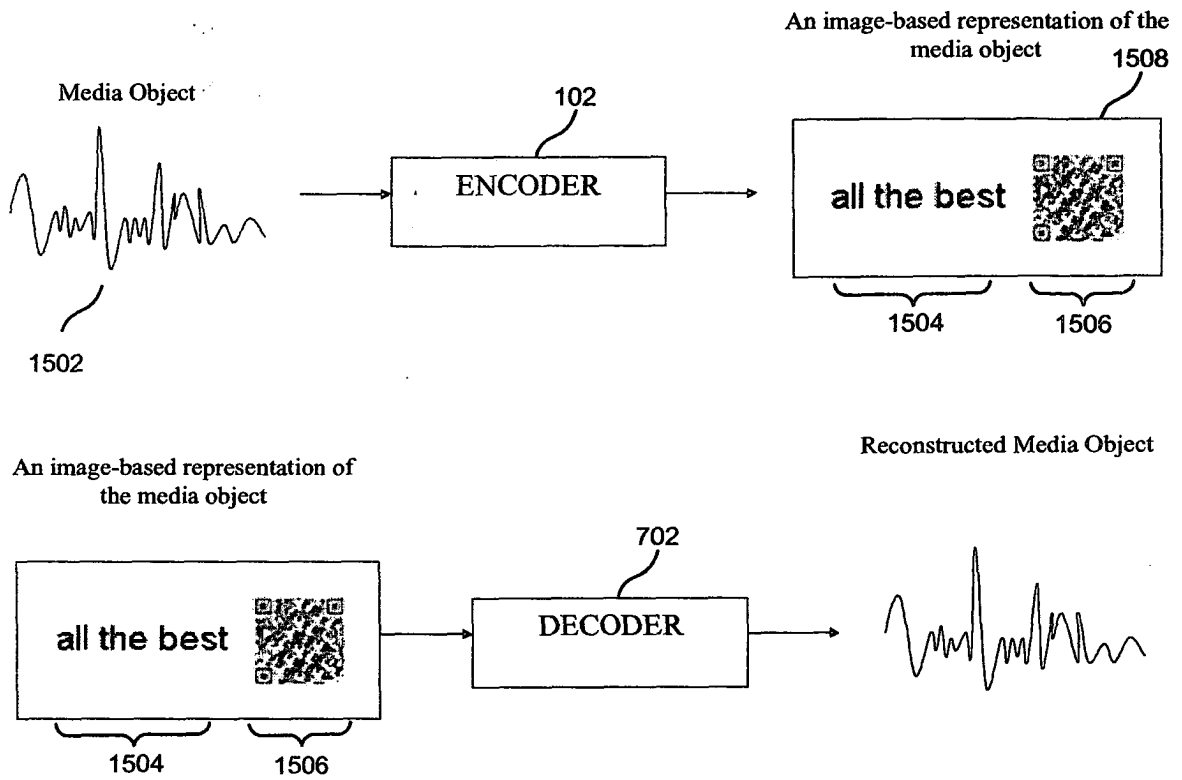 An image-based representation of the
media object
1508
Media Object
102
ENCODER
all the best
1504
1506
1502
Reconstructed Media Object
An image-based representation of
the media object
702
DECODER
all the best
1504
1506